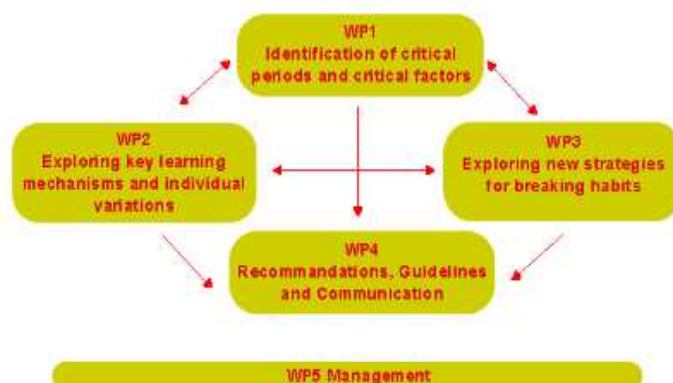 WP1
Identification of critical
periods and critical factors
WP2
Exploring key learning
mechanisms and individual
variations
WP3
Exploring new strategies
for breaking habits
WP4
Recommandations, Guidelines
and Communication
WP5 Management